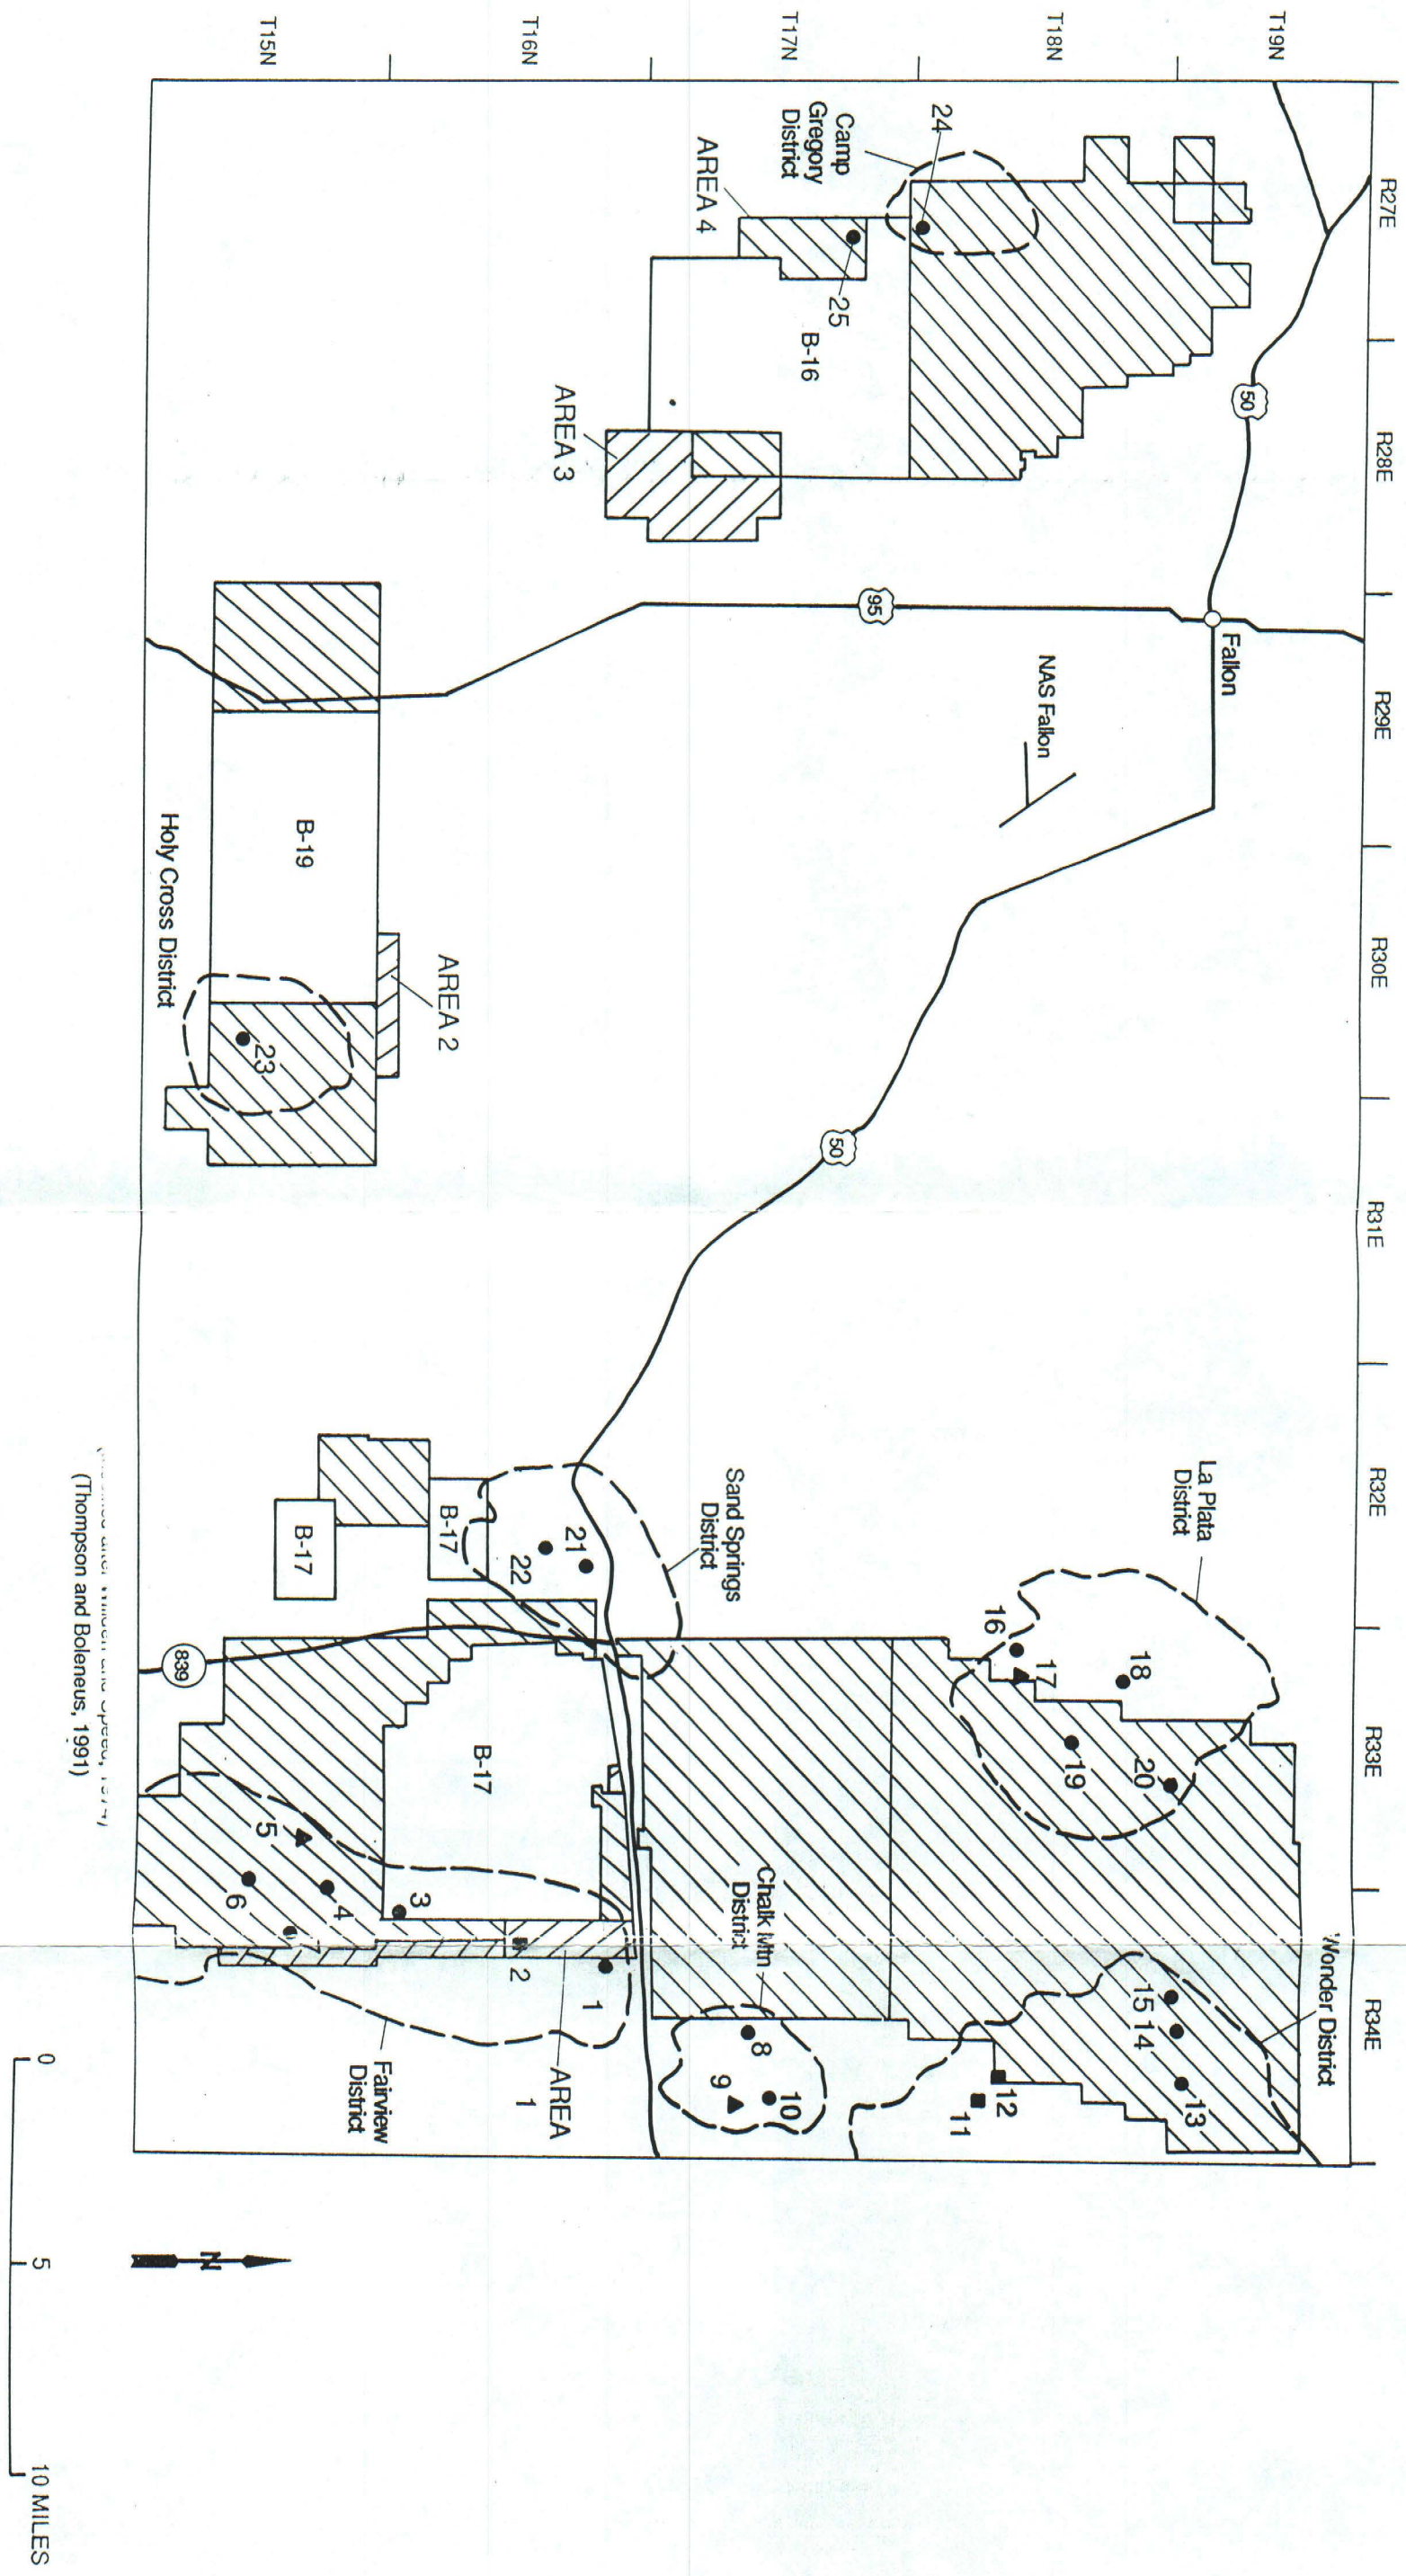 R27E
R28E
R29E
R30E
R31E
R32E
R33E
R34E
T19N
T18N
T17N
T16N
T15N
50
Fallon
Wonder District
La Plata
District
13
14
15
20
18
19
12
11
17
16
NAS Fallon
24
Camp
Gregory
District
95
25
B-16
50
10
9
8
Chalk Mtn
District
Sand Springs
District
AREA 4
AREA 3
21
22
1
AREA
1
2
B-17
B-17
B-17
AREA 2
3
4
5
6
Fairview
District
B-19
23
Holy Cross District
839
N
(Thompson and Boleneus, 1991)
0
5
10 MILES